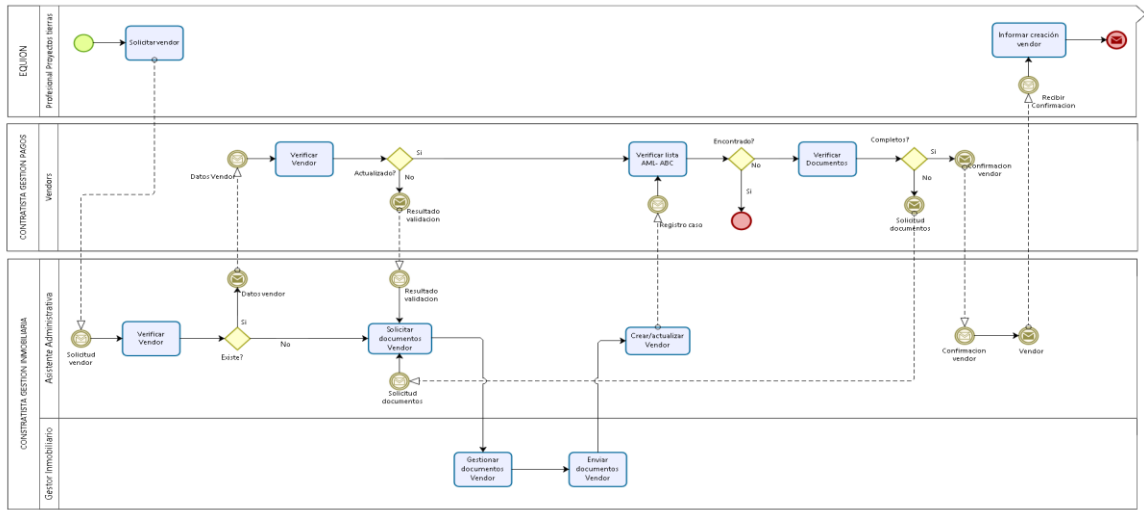 EQUION
Profesional Proyectos tierras
Solicitar vendor
Informar creación
vendor
Recibir
Confirmacion
CONTRATISTA GESTION PAGOS
Vendors
Datos Vendor
Verificar
Vendor
Actualizado?
Si
No
Resultado
validacion
Verificar lista
AML- ABC
Registro caso
Encontrado?
No
Si
Verificar
Documentos
Completos?
Si
No
Solicitud
documentos
Confirmacion
vendor
CONSTRATISTA GESTION INMOBILIARIA
Asistente Administrativa
Solicitud
vendor
Verificar
Vendor
Existe?
Si
No
Datos vendor
Resultado
validacion
Solicitar
documentos
Vendor
Solicitud
documentos
Crear/actualizar
Vendor
Confirmacion
vendor
Vendor
Gestor Inmobiliario
Gestionar
documentos
Vendor
Enviar
documentos
Vendor